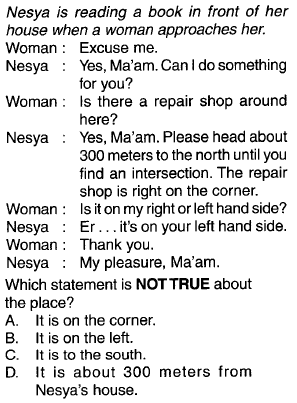 Nesya is reading a book in front of her
house when a woman approaches her.
Woman : Excuse me.
Nesya : Yes, Ma'am. Can I do something
for you?
Woman : Is there a repair shop around
here?
Nesya : Yes, Ma'am. Please head about
300 meters to the north until you
find an intersection. The repair
shop is right on the corner.
Woman : Is it on my right or left hand side?
Nesya : Er . . . it's on your left hand side.
Woman : Thank you.
Nesya : My pleasure, Ma'am.
Which statement is NOT TRUE about
the place?
A. It is on the corner.
B. It is on the left.
C. It is to the south.
D. It is about 300 meters from
Nesya's house.